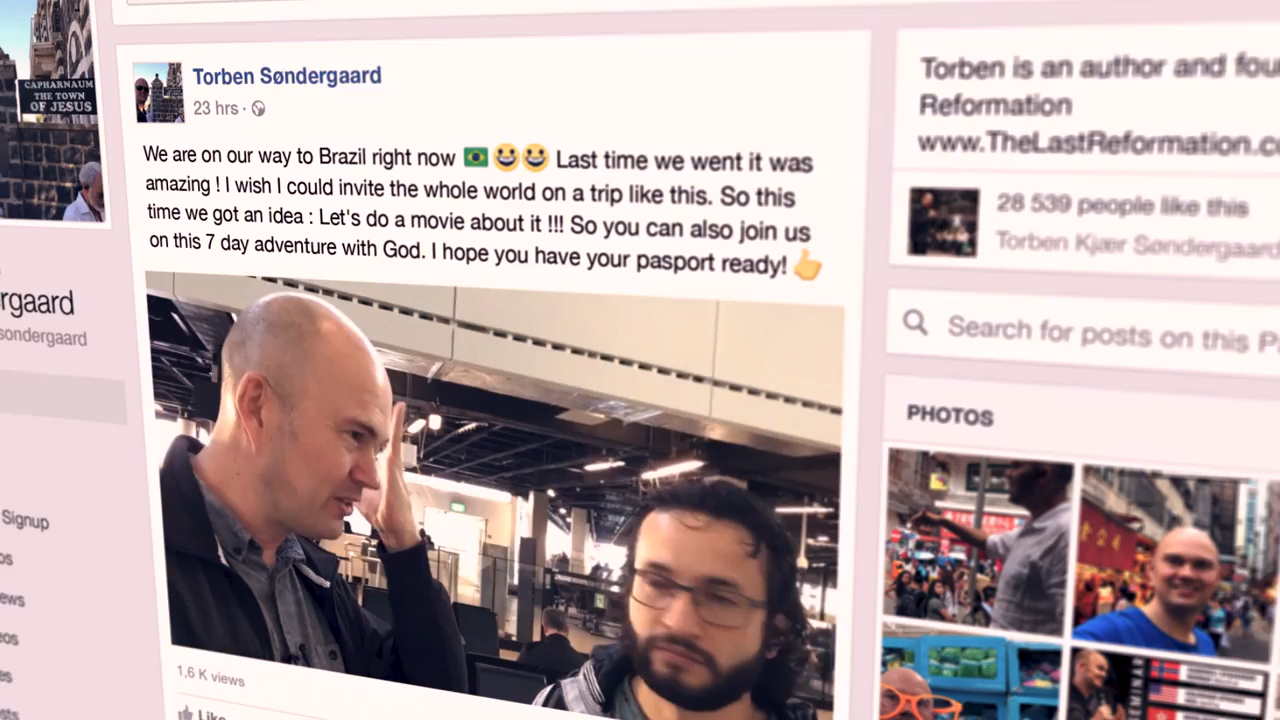 CAPHARNAUM
THE TOWN
OF JESUS
rgaard
sondergaard
Signup
Torben Søndergaard
23 hrs ·
We are on our way to Brazil right now 🇧🇷😀😀 Last time we went it was
amazing ! I wish I could invite the whole world on a trip like this. So this
time we got an idea : Let's do a movie about it !!! So you can also join us
on this 7 day adventure with God. I hope you have your pasport ready! 👍
1,6 K views
Like
Torben is an author and fou
Reformation
www.TheLastReformation.co
28 539 people like this
Torben Kjær Søndergaard
Search for posts on this P
PHOTOS